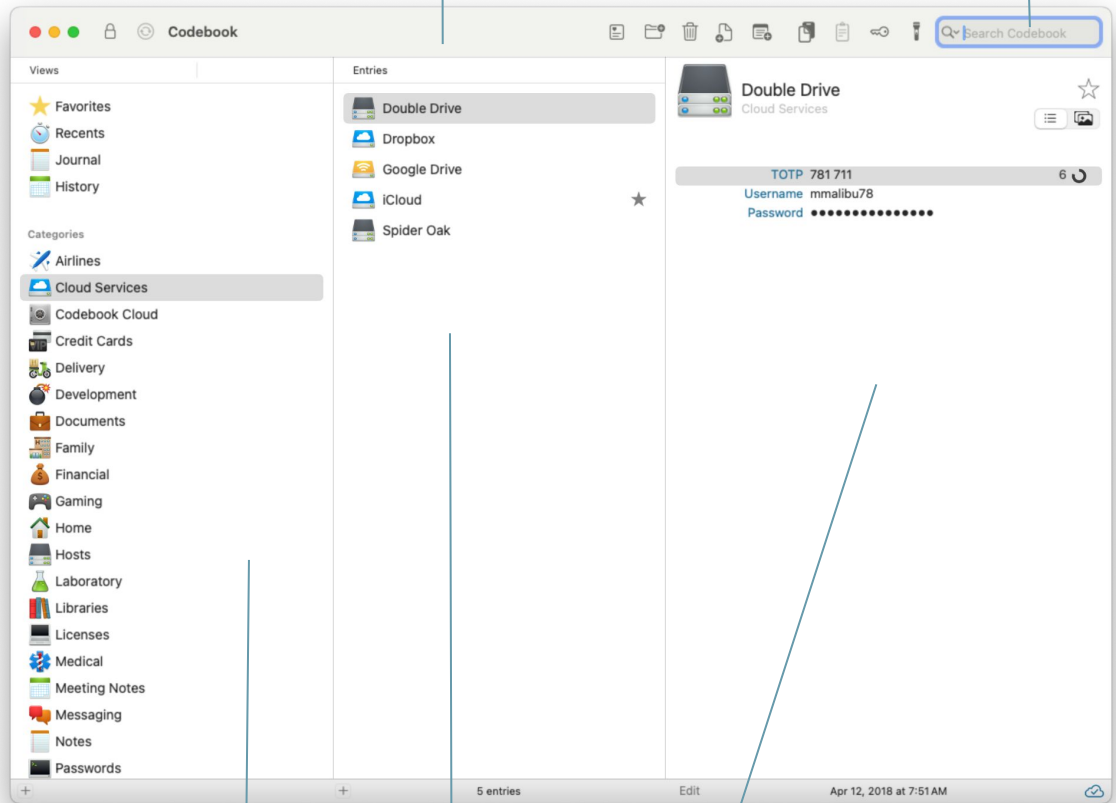 Codebook
Search Codebook
Views
Favorites
Recents
Journal
History
Categories
Airlines
Cloud Services
Codebook Cloud
Credit Cards
Delivery
Development
Documents
Family
Financial
Gaming
Home
Hosts
Laboratory
Libraries
Licenses
Medical
Meeting Notes
Messaging
Notes
Passwords
Entries
Double Drive
Dropbox
Google Drive
iCloud
Spider Oak
5 entries
Double Drive
Cloud Services
TOTP 781 711 6
Username mmalibu78
Password ●●●●●●●●●●●●●●●
Edit
Apr 12, 2018 at 7:51 AM